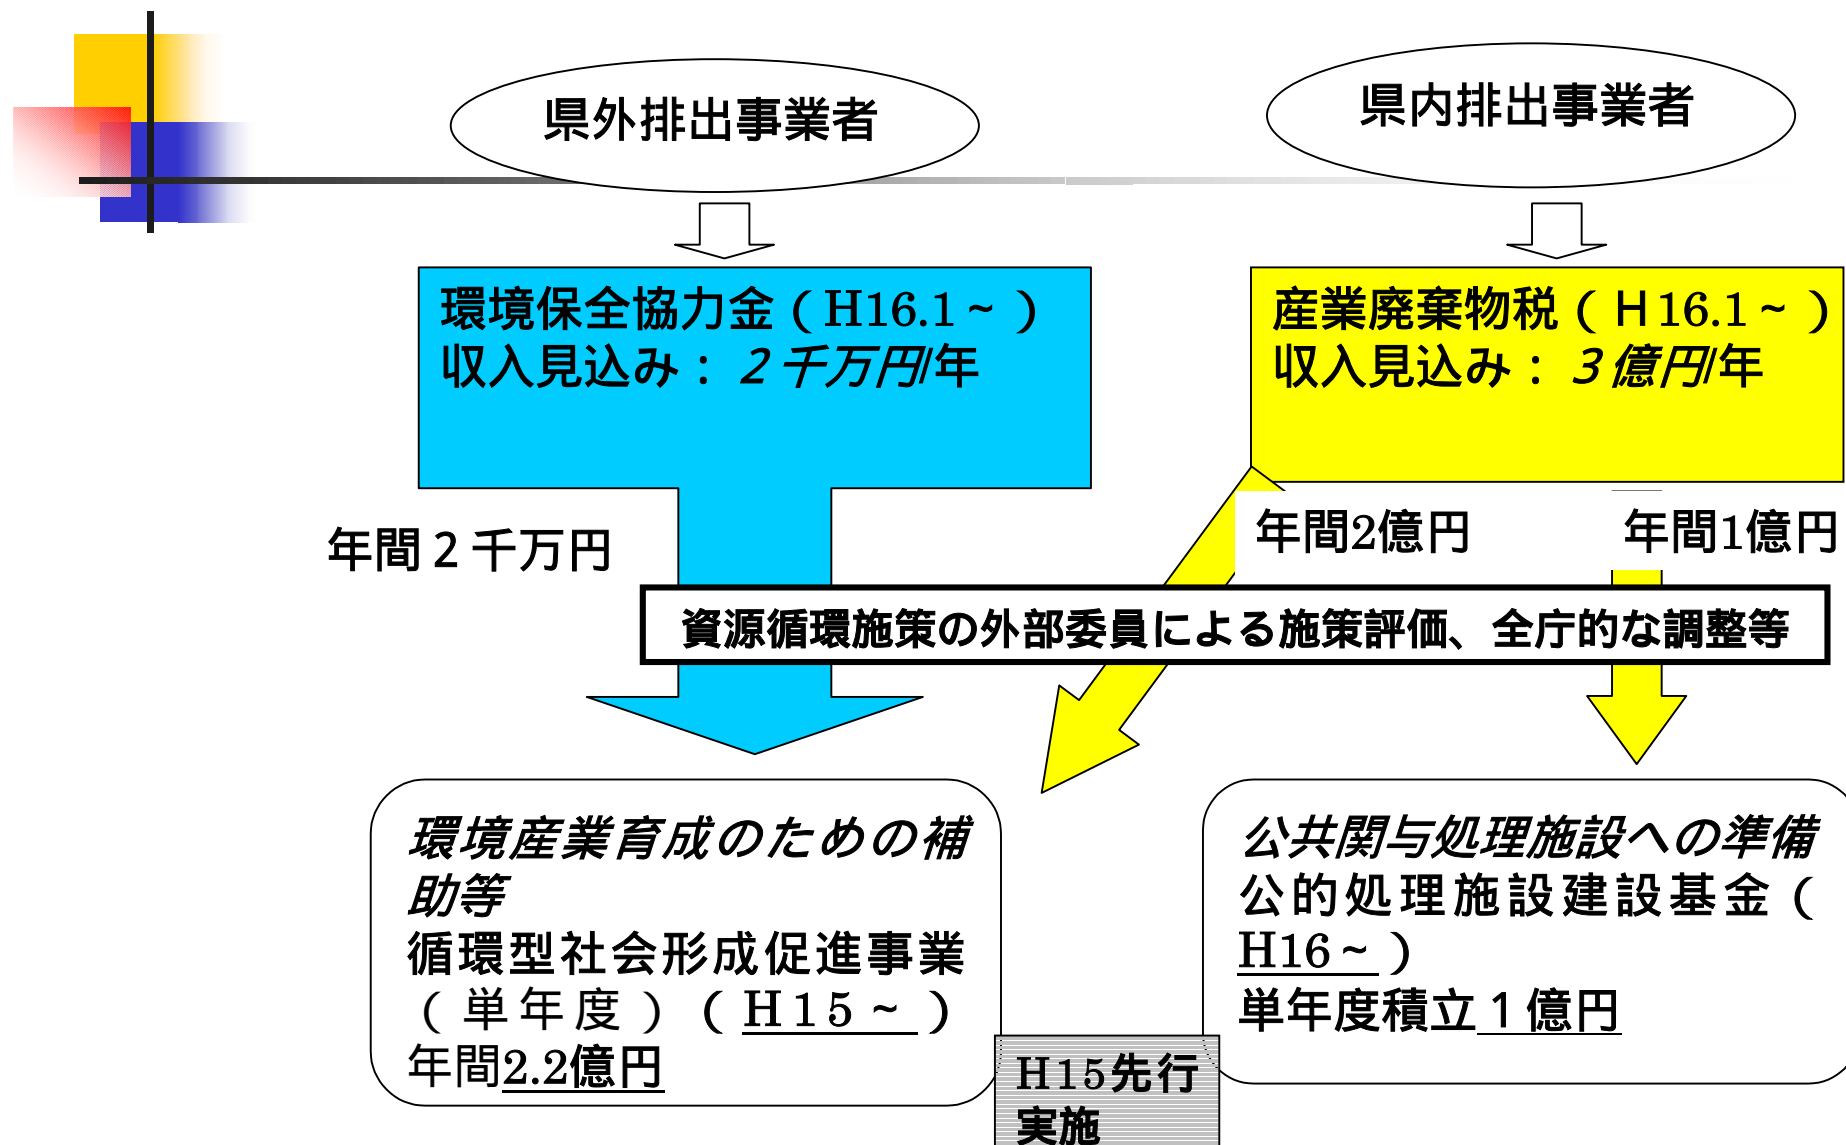 県外排出事業者
県内排出事業者
環境保全協力金（H16.1～）
収入見込み：２千万円/年
産業廃棄物税（Ｈ16.1～）
収入見込み：３億円/年
年間２千万円
年間2億円
年間1億円
資源循環施策の外部委員による施策評価、全庁的な調整等
環境産業育成のための補
助等
循環型社会形成促進事業
（単年度）（H15～）
年間2.2億円
公共関与処理施設への準備
公的処理施設建設基金（
H16～）
単年度積立１億円
H15先行
実施